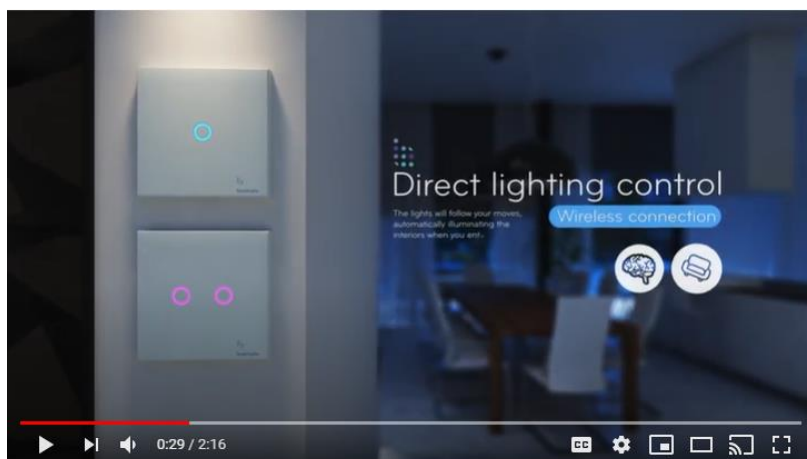 Direct lighting control
The lights will follow your moves,
automatically illuminating the
interiors when you ent.
Wireless connection
0:29 / 2:16
CC